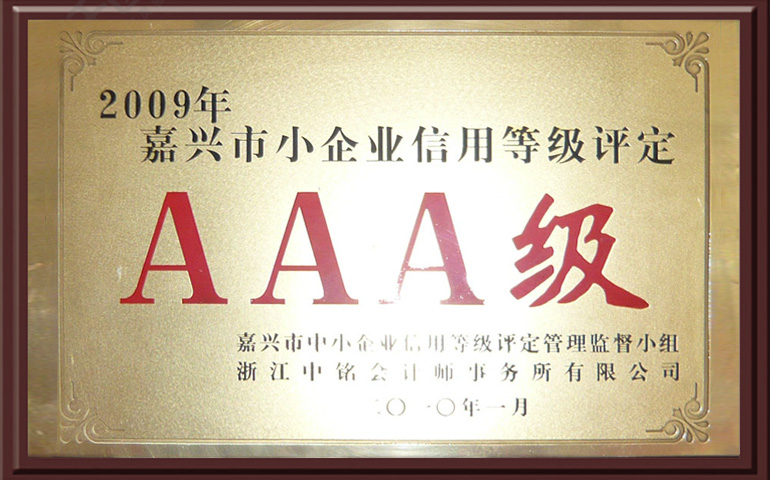 2009年
嘉兴市小企业信用等级评定
AAA级
嘉兴市中小企业信用等级评定管理监督小组
浙江中铭会计师事务所有限公司
二〇一〇年一月